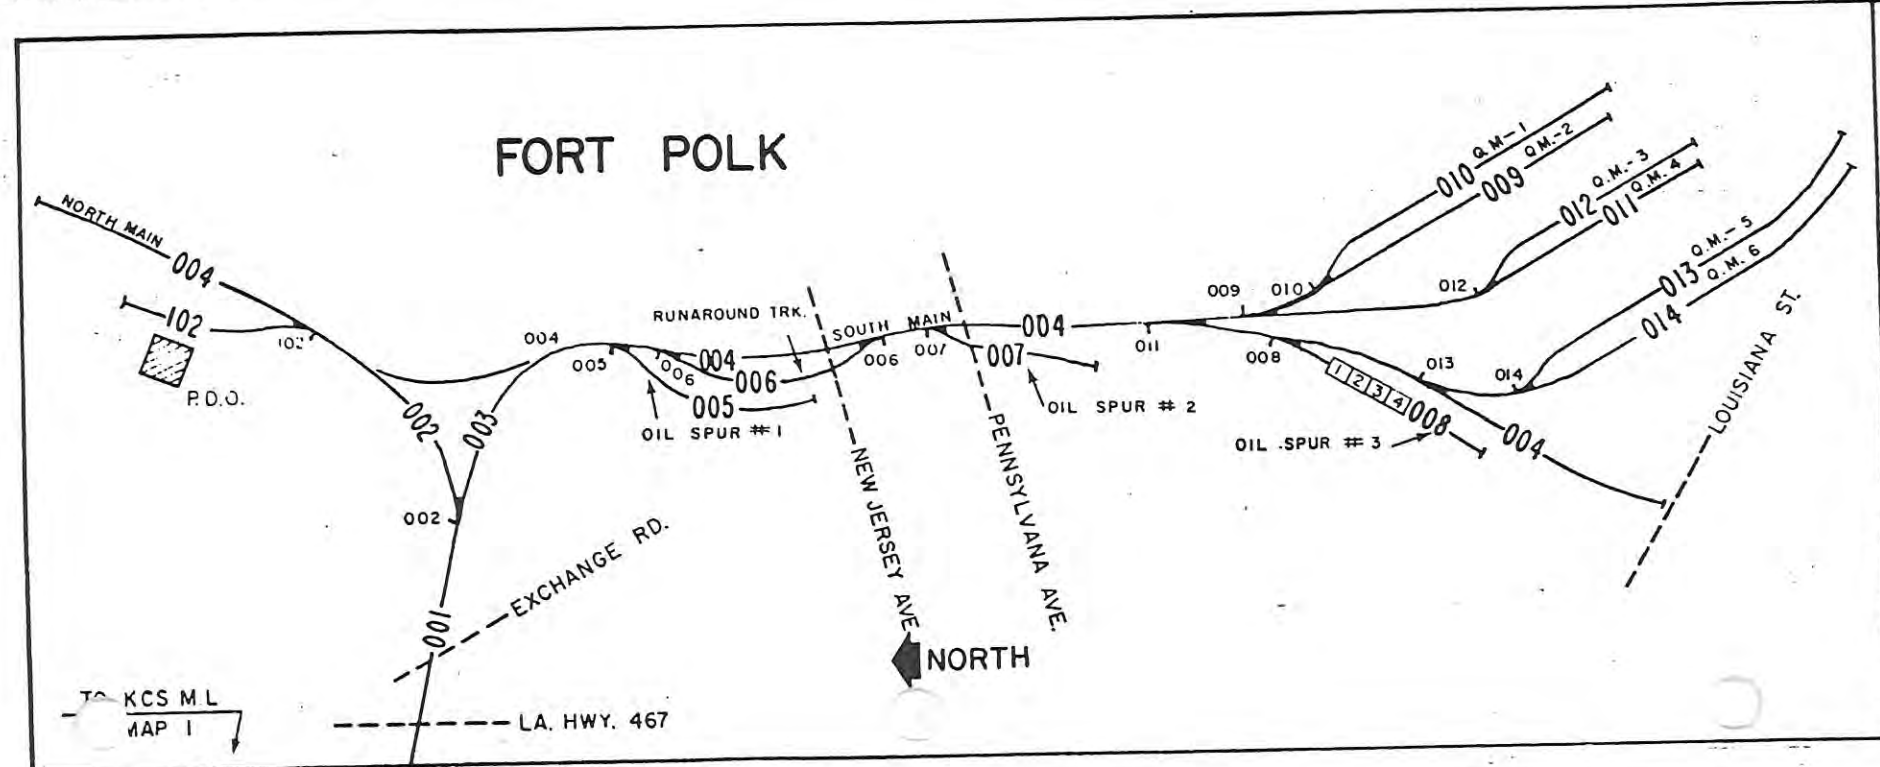 FORT POLK
NORTH MAIN
004
102
102
P.D.O.
002
003
002
001
EXCHANGE RD.
LA. HWY. 467
KCS M L
MAP 1
004
005
006
RUNAROUND TRK.
004
006
005
OIL SPUR #1
SOUTH MAIN
006
007
007
OIL SPUR # 2
NEW JERSEY AVE
PENNSYLVANA AVE.
NORTH
004
011
009
010
010 Q.M-1
009 Q.M.-2
012
012 Q.M.-3
011 Q.M. 4
008
1 2 3 4
008
OIL SPUR # 3
013
014
013 Q.M.-5
014 Q.M. 6
004
LOUISIANA ST.